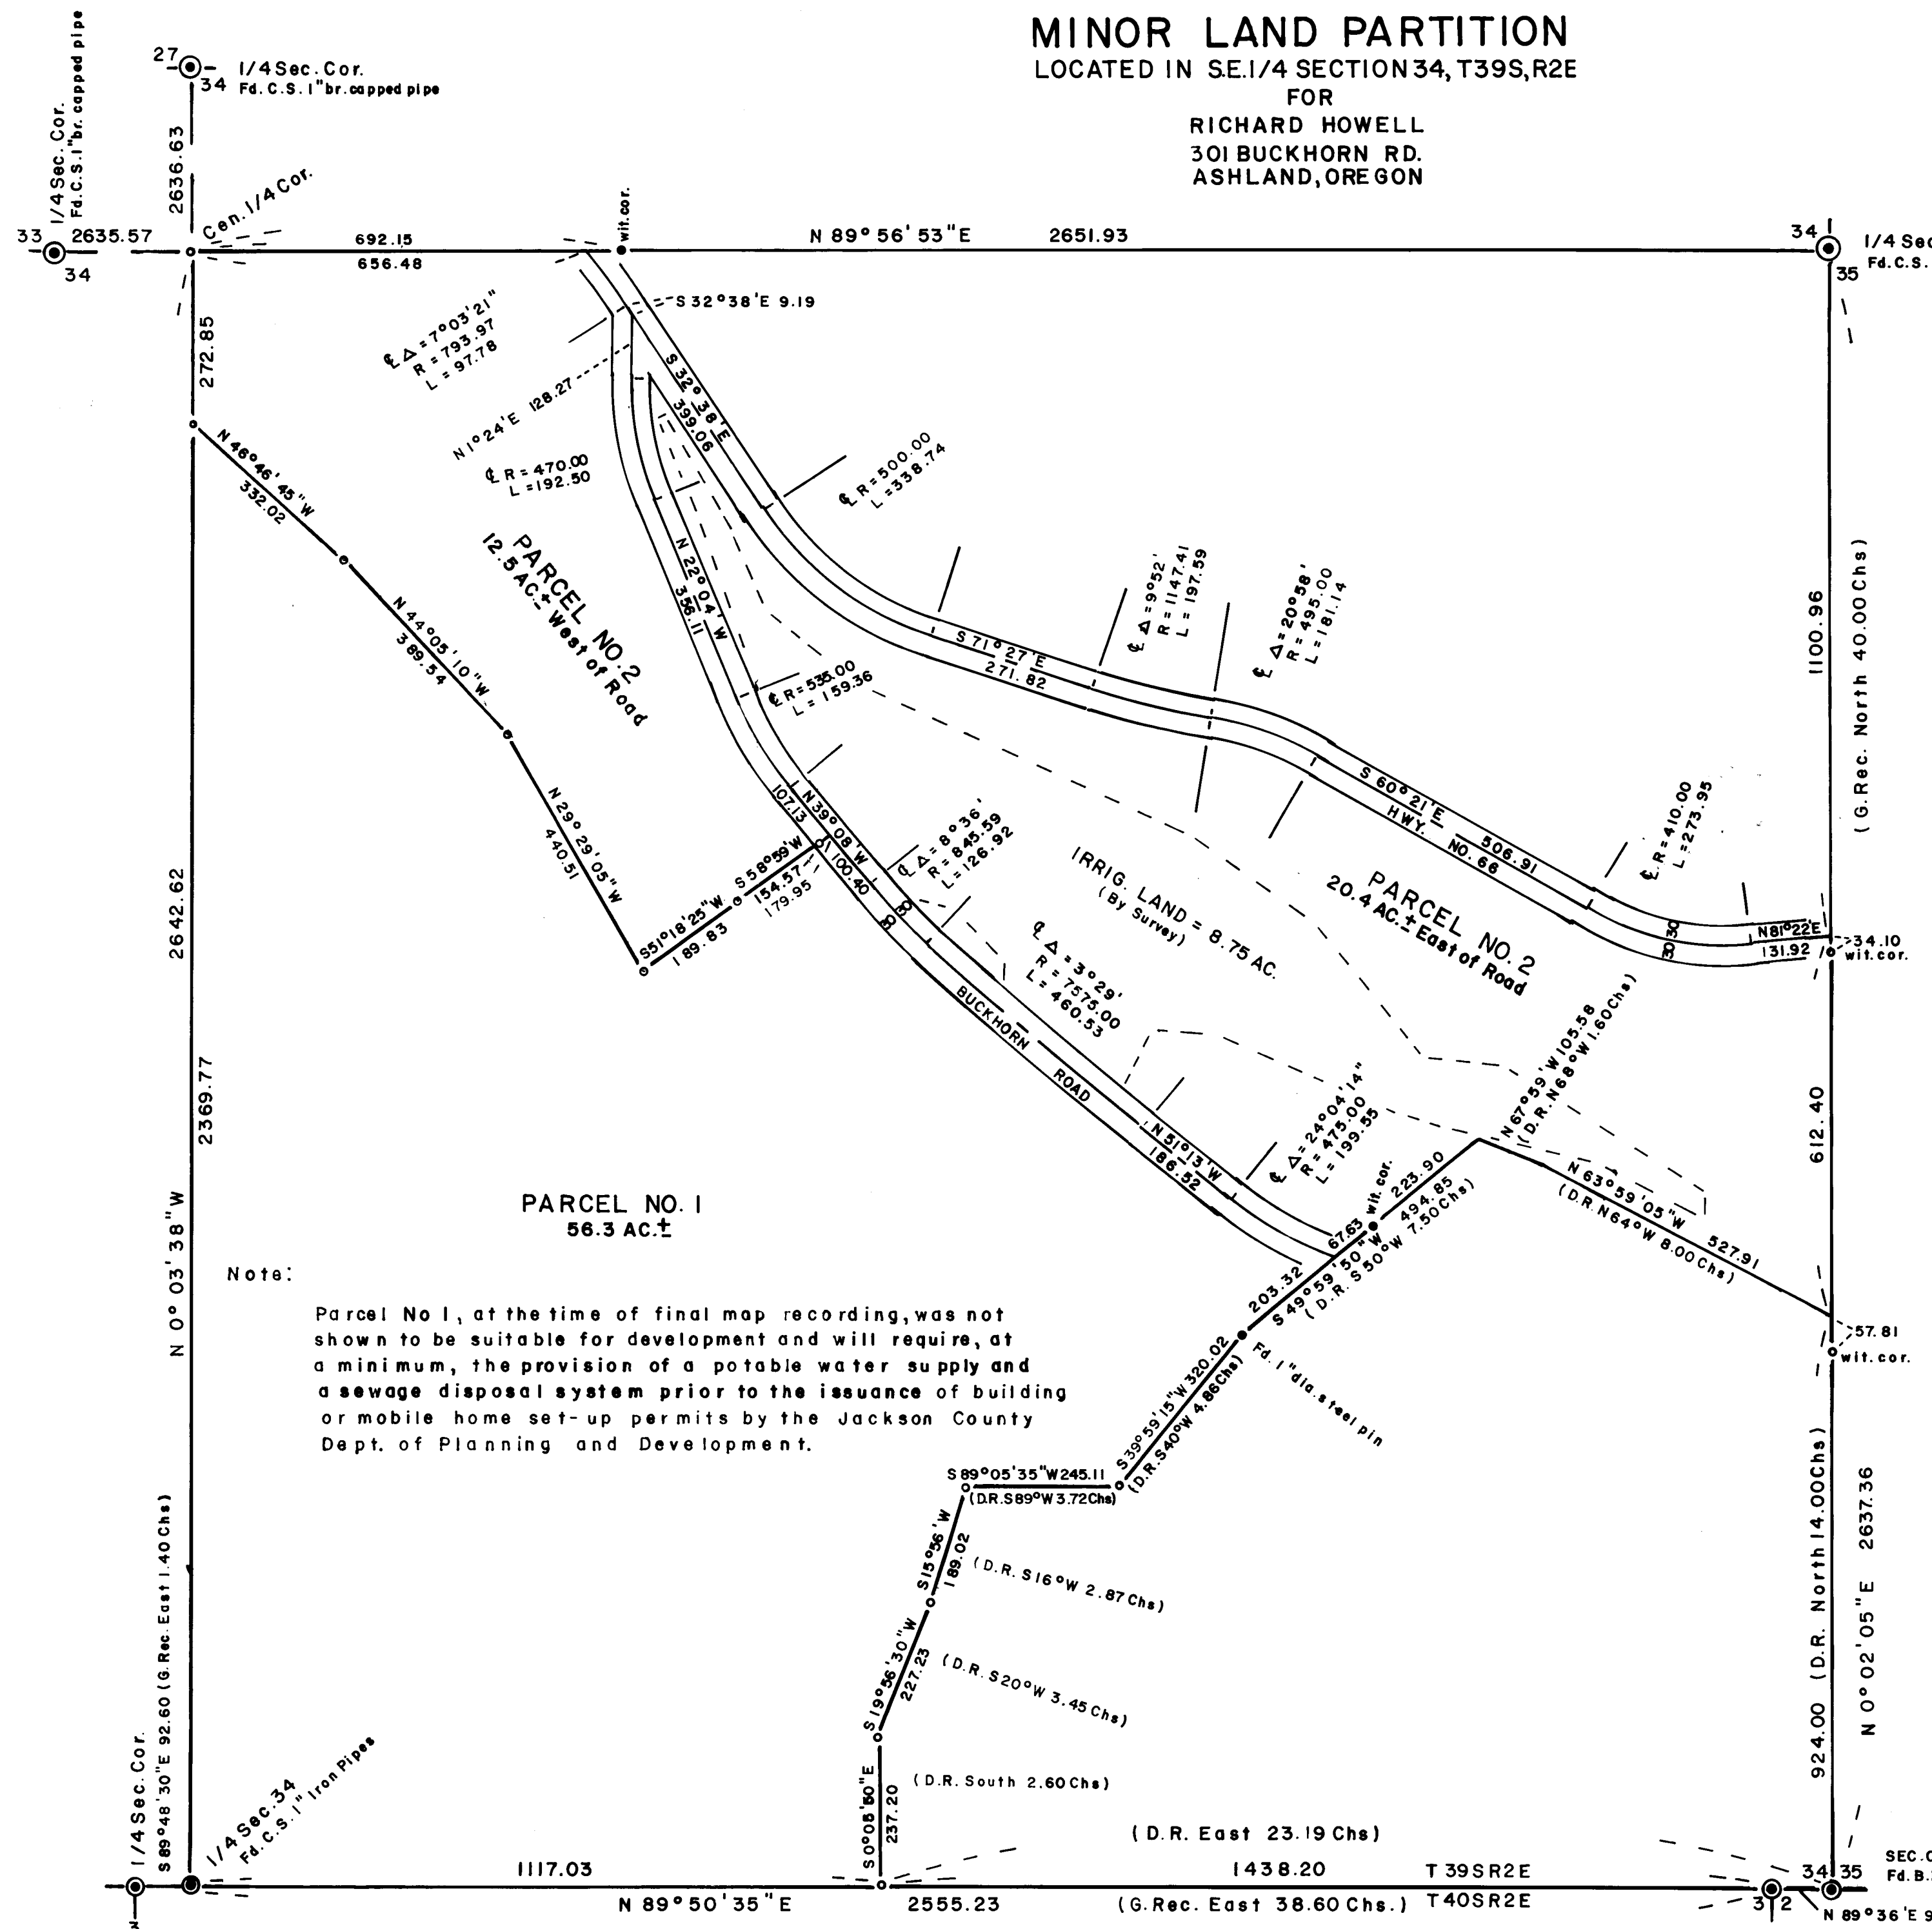 MINOR LAND PARTITION
LOCATED IN S.E.1/4 SECTION 34, T39S, R2E
FOR
RICHARD HOWELL
301 BUCKHORN RD.
ASHLAND, OREGON
27
34
1/4 Sec. Cor.
Fd. C.S. 1" br. capped pipe
1/4 Sec. Cor.
Fd. C.S. 1" br. capped pipe
2636.63
Cen. 1/4 Cor.
33
34
2635.57
692.15
656.48
wit. cor.
N 89° 56' 53" E 2651.93
34
35
1/4 Sec
Fd. C.S.
S 32° 38' E 9.19
℄ Δ = 7° 03' 21"
R = 793.97
L = 97.78
272.85
N 1° 24' E 128.27
℄ R = 470.00
L = 192.50
S 32° 38' E
399.06
℄ R = 500.00
L = 338.74
N 46° 46' 45" W
332.02
PARCEL NO. 2
12.5 AC.± West of Road
N 22° 04' W
356.11
N 44° 05' 10" W
389.54
S 71° 27' E
271.82
℄ Δ = 9° 52'
R = 1147.41
L = 197.59
℄ Δ = 20° 58'
R = 495.00
L = 181.14
1100.96
(G. Rec. North 40.00 Chs)
℄ R = 535.00
L = 159.36
N 29° 29' 05" W
440.51
107.13
N 39° 08' W
100.40
S 60° 21' E 506.91
HWY. NO. 66
℄ R = 410.00
L = 273.95
S 58° 59' W
154.57
179.95
S 51° 18' 25" W
189.83
℄ Δ = 8° 36'
R = 845.59
L = 126.92
30 30
IRRIG. LAND = 8.75 AC.
(By Survey)
PARCEL NO. 2
20.4 AC.± East of Road
30 30
N 81° 22' E
131.92
34.10
wit. cor.
2642.62
℄ Δ = 3° 29'
R = 7575.00
L = 460.53
BUCKHORN ROAD
N 67° 59' W 105.58
(D.R. N 68° W 1.60 Chs)
2369.77
612.40
℄ Δ = 24° 04' 14"
R = 475.00
L = 199.55
N 51° 13' W
186.52
wit. cor.
67.63
223.90
494.85
S 49° 59' 50" W
(D.R. S 50° W 7.50 Chs)
203.32
N 63° 59' 05" W 527.91
(D.R. N 64° W 8.00 Chs)
57.81
wit. cor.
PARCEL NO. 1
56.3 AC.±
N 0° 03' 38" W
Note:
Parcel No 1, at the time of final map recording, was not
shown to be suitable for development and will require, at
a minimum, the provision of a potable water supply and
a sewage disposal system prior to the issuance of building
or mobile home set-up permits by the Jackson County
Dept. of Planning and Development.
Fd. 1" dia. steel pin
S 39° 59' 15" W 320.02
(D.R. S 40° W 4.86 Chs)
S 89° 05' 35" W 245.11
(D.R. S 89° W 3.72 Chs)
S 15° 56' W
189.02
(D.R. S 16° W 2.87 Chs)
S 19° 56' 30" W
227.23
(D.R. S 20° W 3.45 Chs)
237.20
(D.R. South 2.60 Chs)
924.00 (D.R. North 14.00 Chs)
N 0° 02' 05" E 2637.36
1/4 Sec. Cor.
S 89° 48' 30" E 92.60 (G. Rec. East 1.40 Chs)
1/4 Sec. 34
Fd. C.S. 1" Iron Pipes
(D.R. East 23.19 Chs)
1117.03
1438.20
T 39 S R2E
N 89° 50' 35" E 2555.23
(G. Rec. East 38.60 Chs.) T 40 S R2E
34 35
3 2
SEC. C
Fd. B.
N 89° 36' E 9